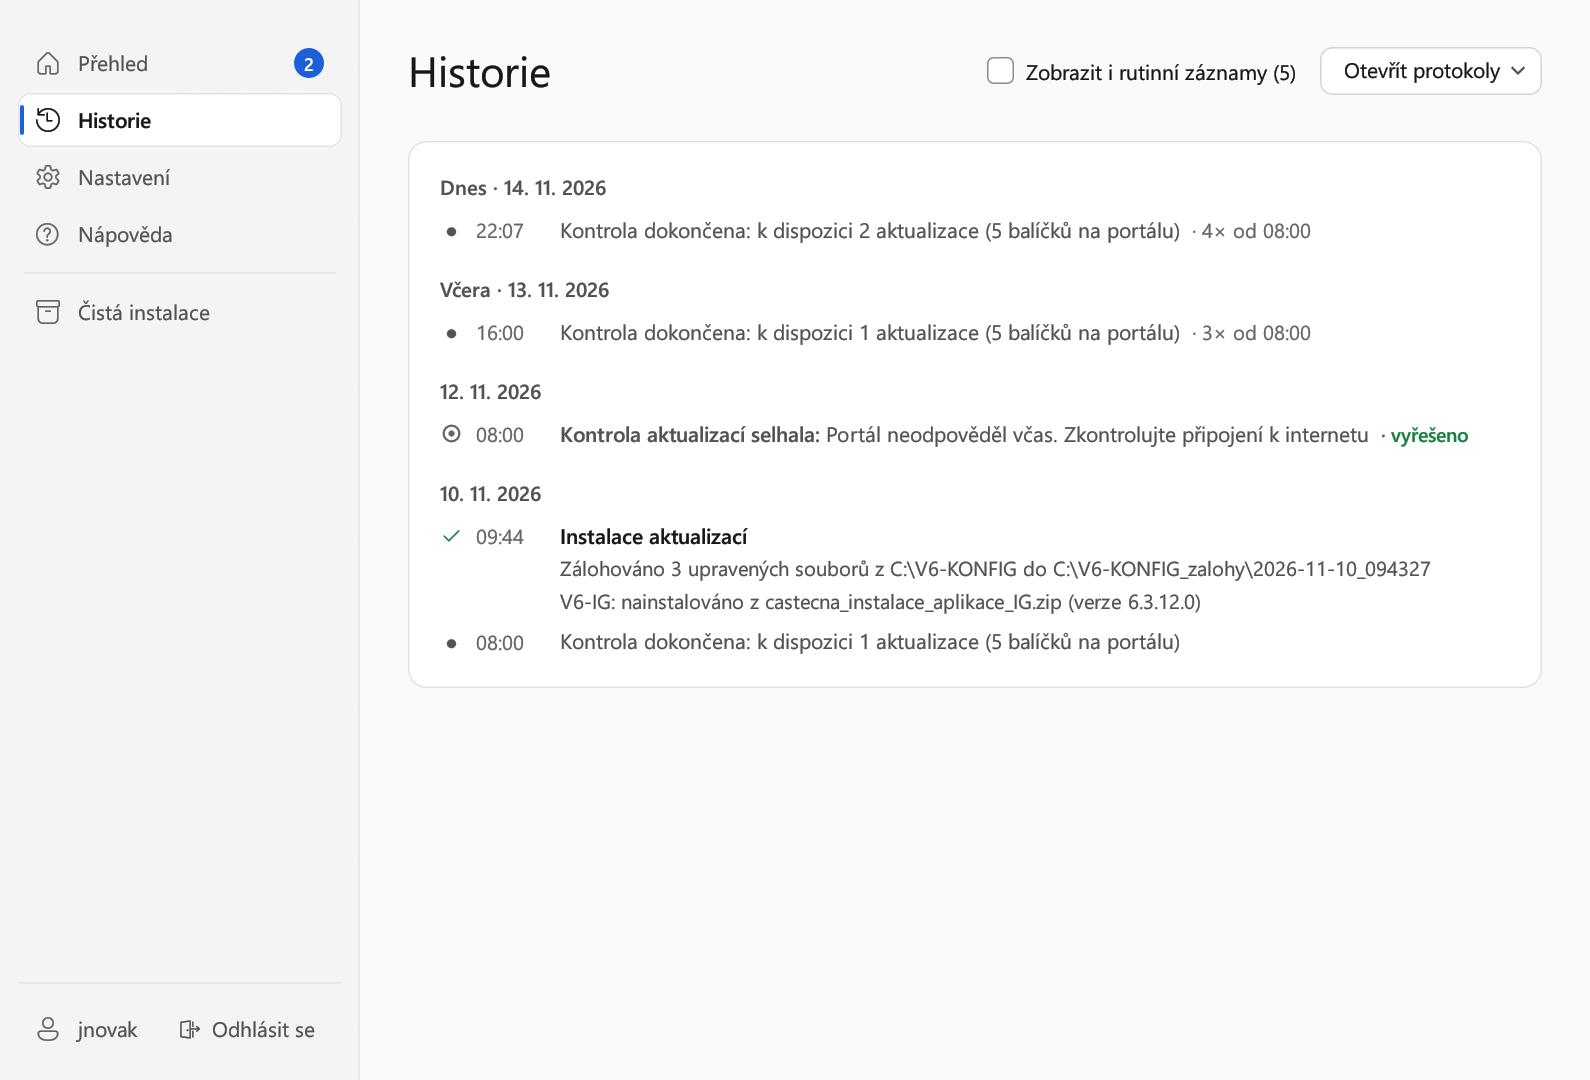 Přehled
2
Historie
Nastavení
Nápověda
Čistá instalace
jnovak
Odhlásit se
Historie
Zobrazit i rutinní záznamy (5)
Otevřít protokoly
Dnes · 14. 11. 2026
22:07 Kontrola dokončena: k dispozici 2 aktualizace (5 balíčků na portálu) · 4× od 08:00
Včera · 13. 11. 2026
16:00 Kontrola dokončena: k dispozici 1 aktualizace (5 balíčků na portálu) · 3× od 08:00
12. 11. 2026
08:00 Kontrola aktualizací selhala: Portál neodpověděl včas. Zkontrolujte připojení k internetu · vyřešeno
10. 11. 2026
09:44 Instalace aktualizací
Zálohováno 3 upravených souborů z C:\V6-KONFIG do C:\V6-KONFIG_zalohy\2026-11-10_094327
V6-IG: nainstalováno z castecna_instalace_aplikace_IG.zip (verze 6.3.12.0)
08:00 Kontrola dokončena: k dispozici 1 aktualizace (5 balíčků na portálu)